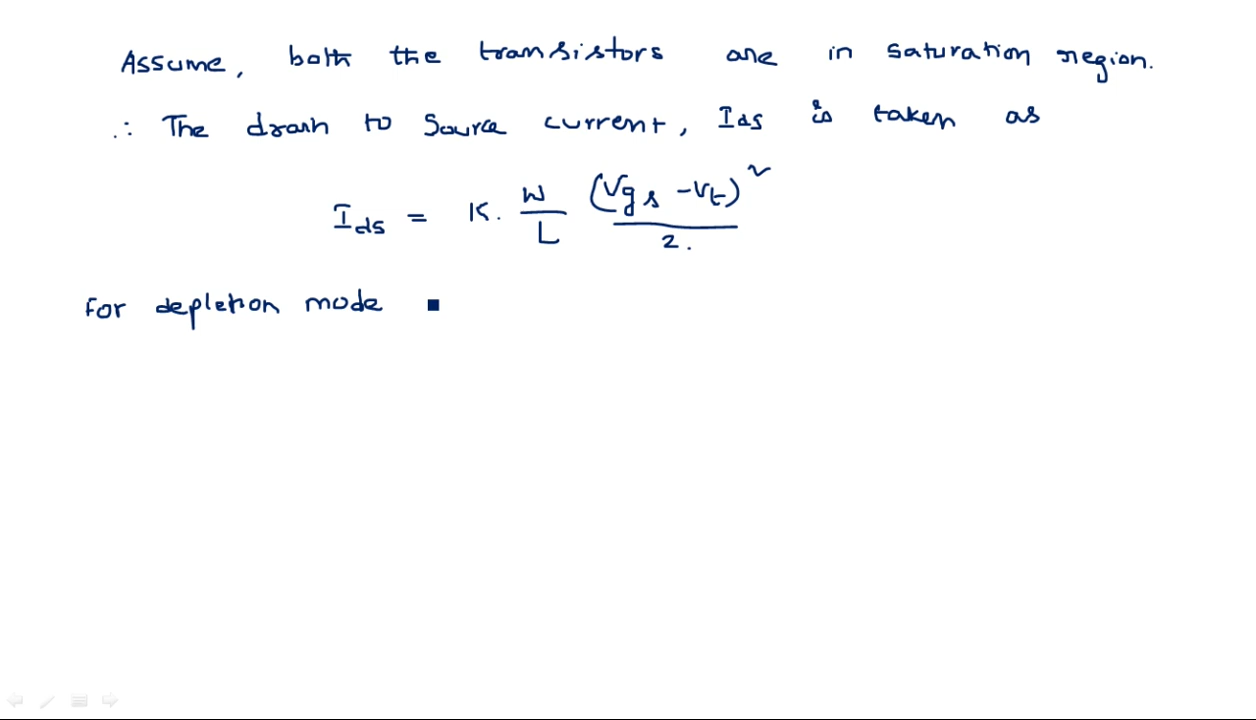 Assume, both the transistors are in saturation region.
∴ The drain to source current, Ids is taken as
Ids = K. W/L (Vgs - Vt)²/2.
For depletion mode